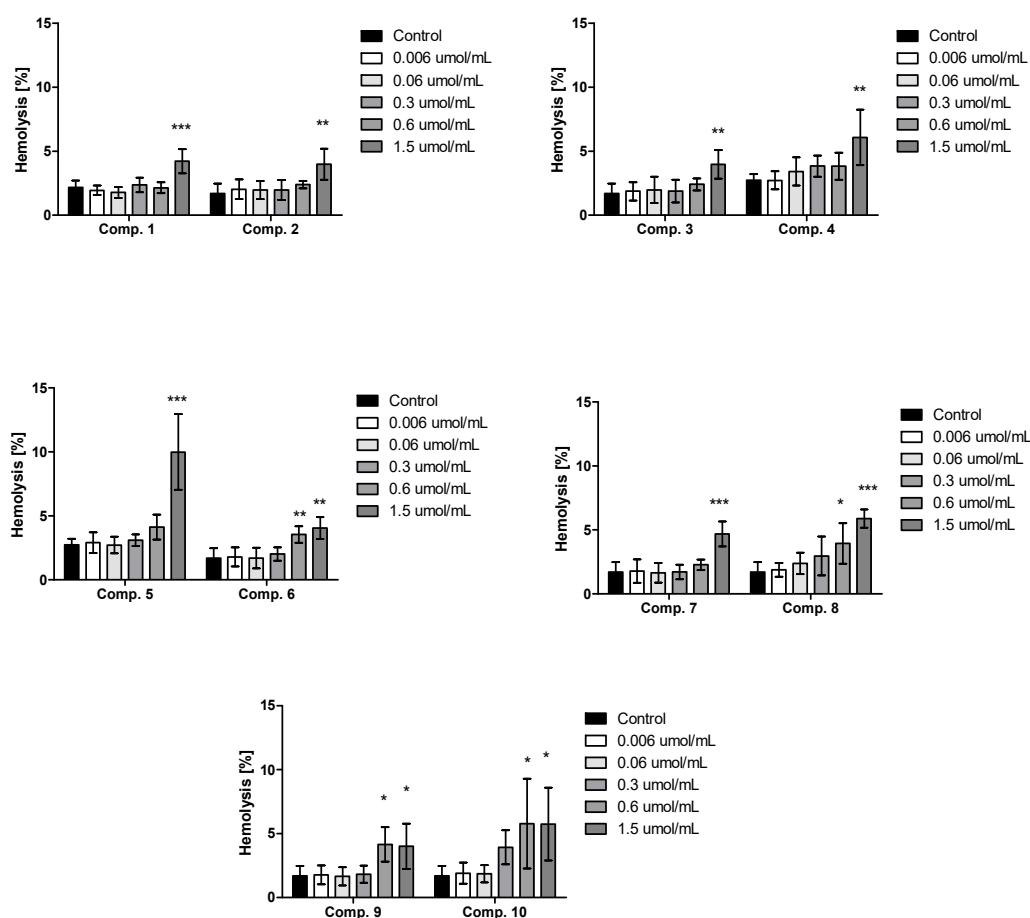 15
10
5
0
Hemolysis [%]
***
**
Comp. 1
Comp. 2
Control
0.006 umol/mL
0.06 umol/mL
0.3 umol/mL
0.6 umol/mL
1.5 umol/mL
15
10
5
0
Hemolysis [%]
**
**
Comp. 3
Comp. 4
Control
0.006 umol/mL
0.06 umol/mL
0.3 umol/mL
0.6 umol/mL
1.5 umol/mL
15
10
5
0
Hemolysis [%]
***
**
**
Comp. 5
Comp. 6
Control
0.006 umol/mL
0.06 umol/mL
0.3 umol/mL
0.6 umol/mL
1.5 umol/mL
15
10
5
0
Hemolysis [%]
***
*
***
Comp. 7
Comp. 8
Control
0.006 umol/mL
0.06 umol/mL
0.3 umol/mL
0.6 umol/mL
1.5 umol/mL
15
10
5
0
Hemolysis [%]
*
*
*
*
Comp. 9
Comp. 10
Control
0.006 umol/mL
0.06 umol/mL
0.3 umol/mL
0.6 umol/mL
1.5 umol/mL